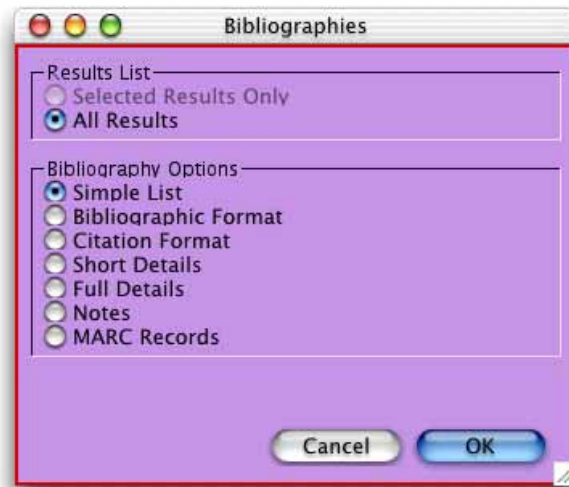 Bibliographies
Results List
Selected Results Only
All Results
Bibliography Options
Simple List
Bibliographic Format
Citation Format
Short Details
Full Details
Notes
MARC Records
Cancel OK